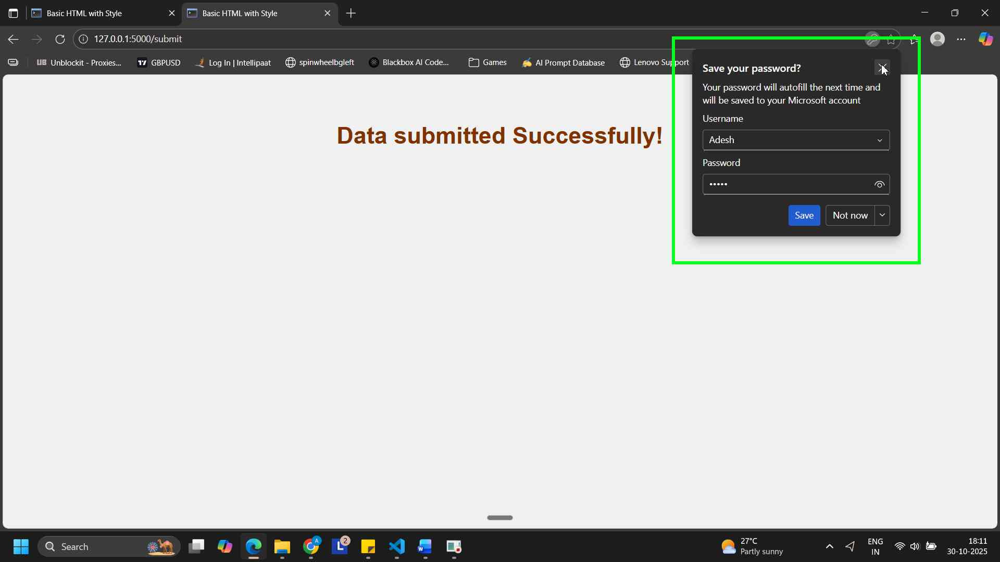 Basic HTML with Style
Basic HTML with Style
127.0.0.1:5000/submit
UB Unblockit - Proxies...
GBPUSD
Log In | Intellipaat
spinwheelbgleft
Blackbox AI Code...
Games
AI Prompt Database
Lenovo Support
Save your password?
Your password will autofill the next time and
will be saved to your Microsoft account
Username
Adesh
Password
•••••
Save
Not now
Data submitted Successfully!
Search
A
L
2
W
27°C
Partly sunny
ENG
IN
18:11
30-10-2025